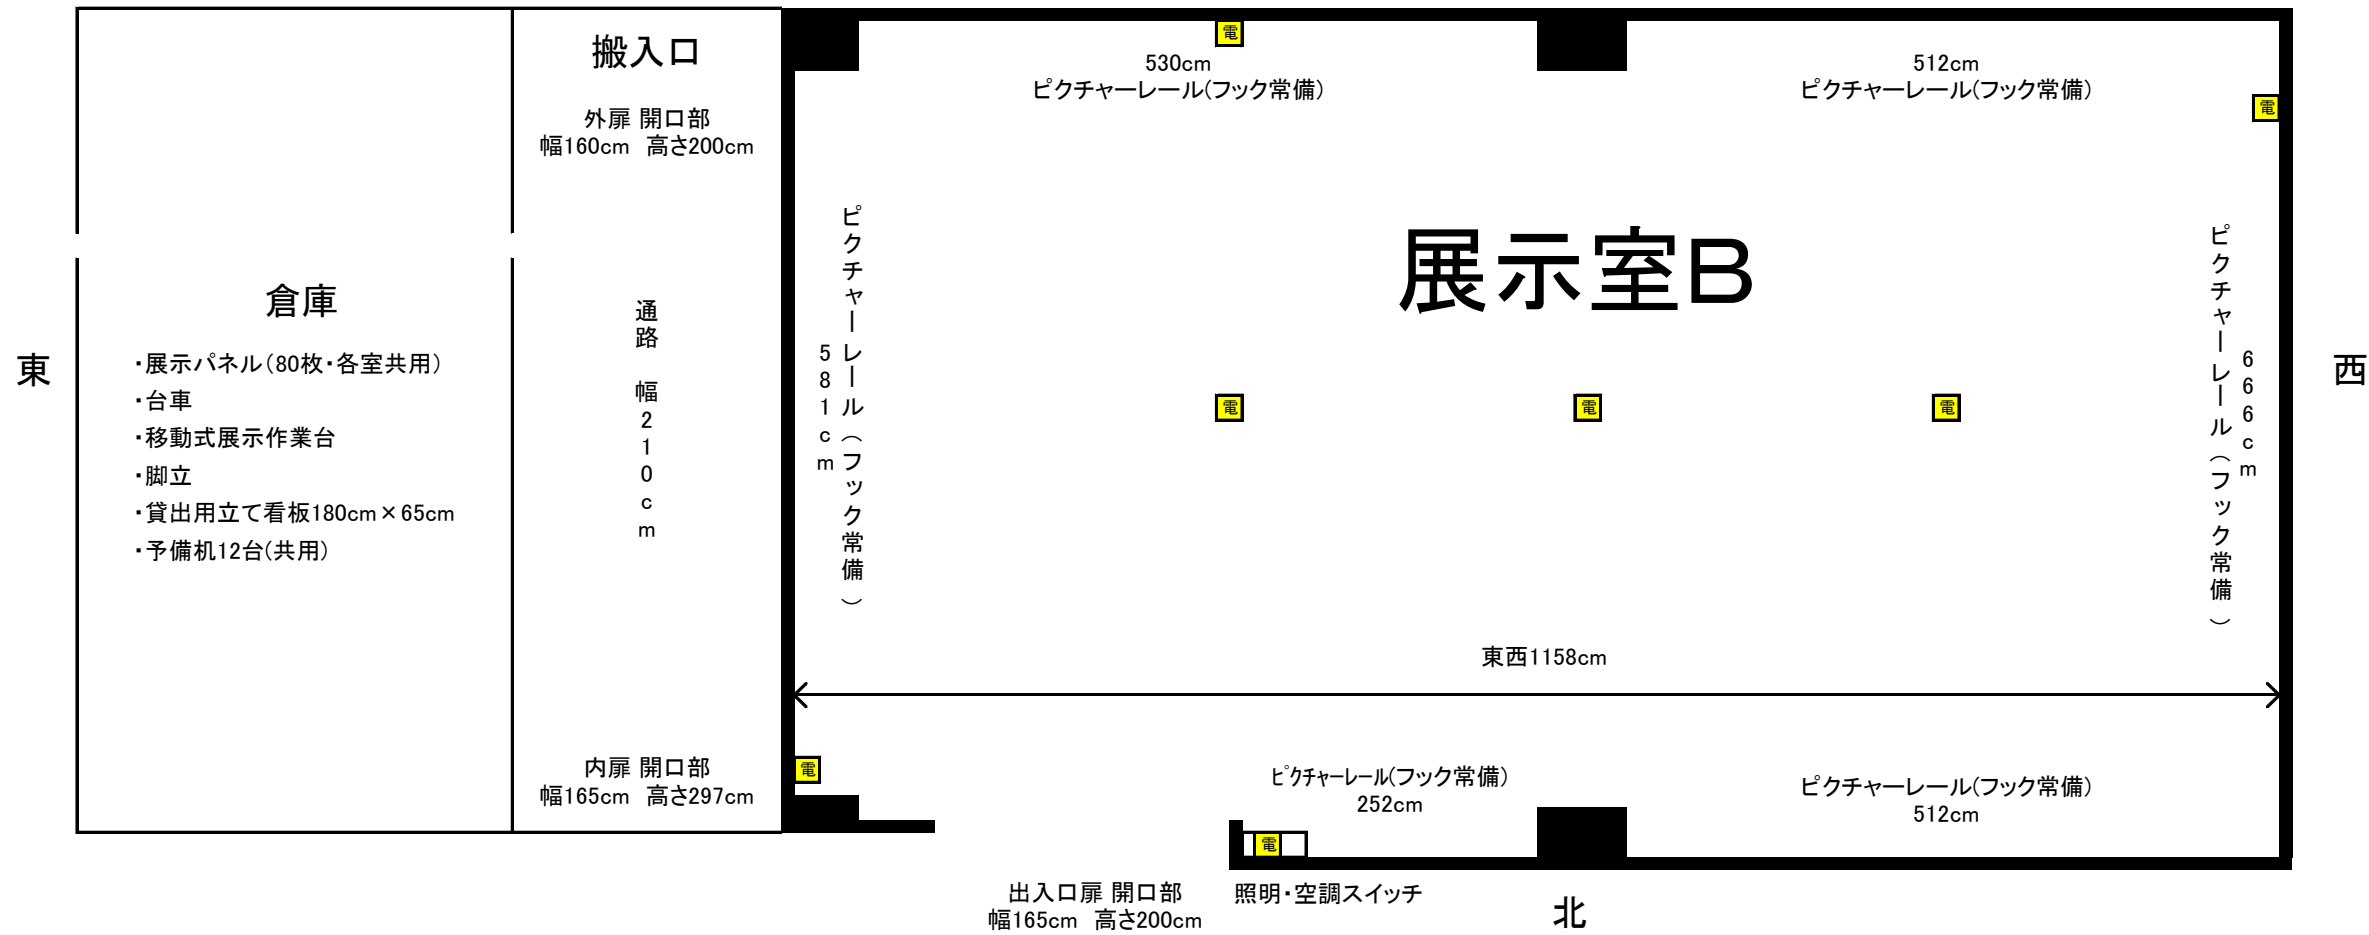 搬入口
外扉 開口部
幅160cm 高さ200cm
倉庫
・展示パネル(80枚・各室共用)
・台車
・移動式展示作業台
・脚立
・貸出用立て看板180cm×65cm
・予備机12台(共用)
東
通路 幅210cm
内扉 開口部
幅165cm 高さ297cm
電
530cm
ピクチャーレール(フック常備)
512cm
ピクチャーレール(フック常備)
電
ピクチャーレール(フック常備)
581cm
展示室B
ピクチャーレール(フック常備)
666cm
西
電
電
電
東西1158cm
電
ピクチャーレール(フック常備)
252cm
ピクチャーレール(フック常備)
512cm
電
出入口扉 開口部
幅165cm 高さ200cm
照明・空調スイッチ
北